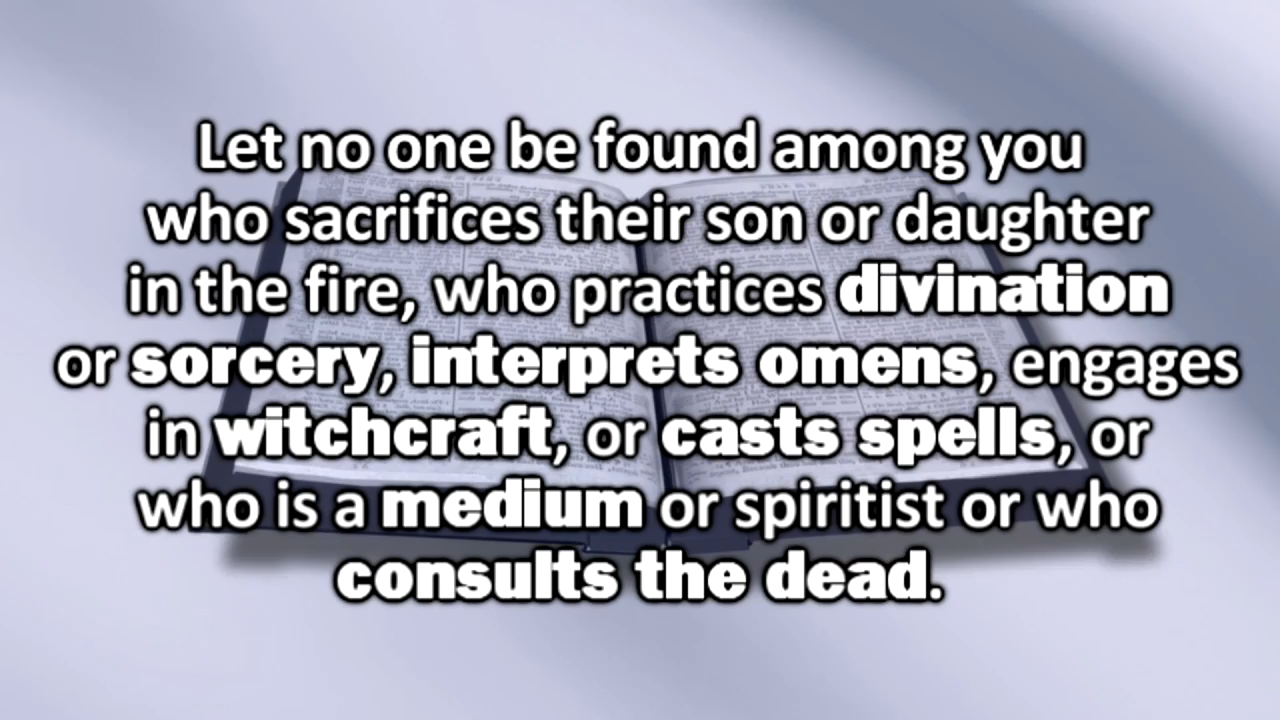 Let no one be found among you
who sacrifices their son or daughter
in the fire, who practices divination
or sorcery, interprets omens, engages
in witchcraft, or casts spells, or
who is a medium or spiritist or who
consults the dead.